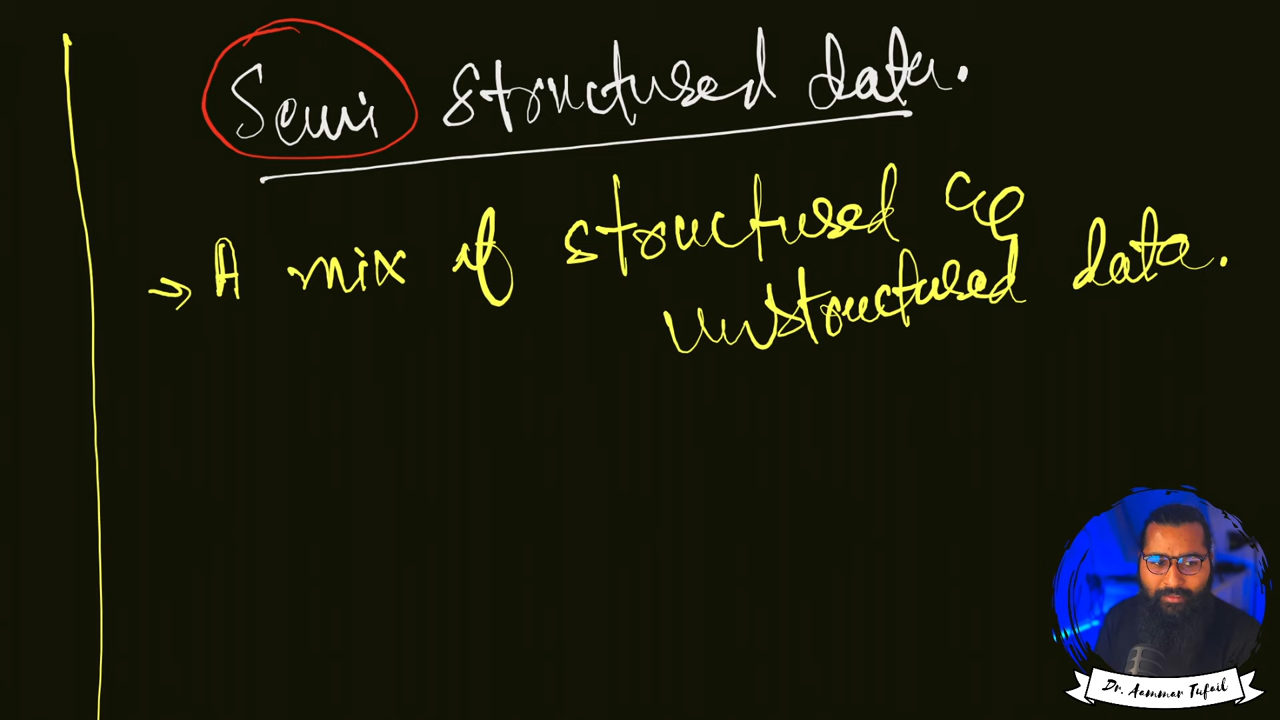 Semi structured data.
→ A mix of structured &
unstructured data.
Dr. Aammar Tufail